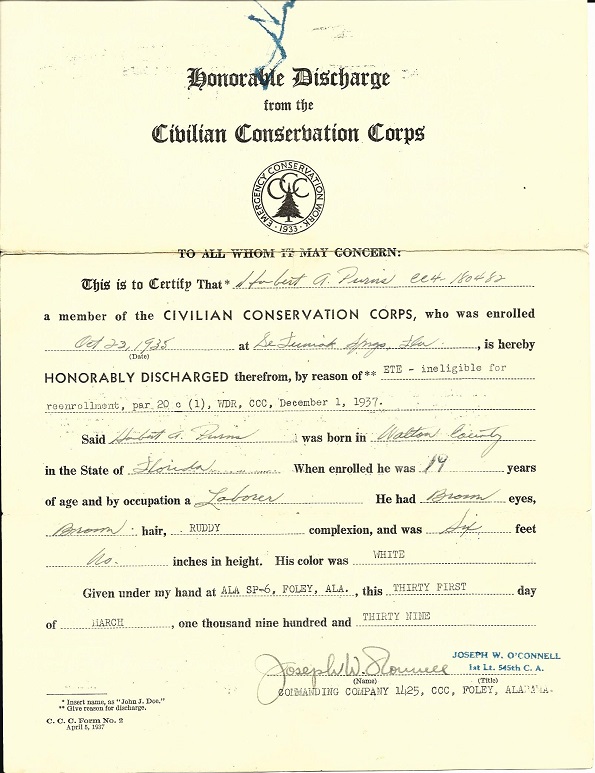 Honorable Discharge
from the
Civilian Conservation Corps
EMERGENCY CONSERVATION WORK
CCC
· 1933 ·
TO ALL WHOM IT MAY CONCERN:
This is to Certify That* Hobert A. Purvis CC4-180482
a member of the CIVILIAN CONSERVATION CORPS, who was enrolled
Oct 23, 1935 at De Funiak Spgs, Fla , is hereby
(Date)
HONORABLY DISCHARGED therefrom, by reason of** ETE - ineligible for
reenrollment, par 20 c (1), WDR, CCC, December 1, 1937.
Said Hobert A. Purvis was born in Walton County
in the State of Florida When enrolled he was 19 years
of age and by occupation a Laborer He had Brown eyes,
Brown hair, RUDDY complexion, and was Six feet
No. inches in height. His color was WHITE
Given under my hand at ALA SP-6, FOLEY, ALA. , this THIRTY FIRST day
of MARCH , one thousand nine hundred and THIRTY NINE
Joseph W. O'Connell JOSEPH W. O'CONNELL
1st Lt. 545th C. A.
(Name) (Title)
COMMANDING COMPANY 1425, CCC, FOLEY, ALABAMA.
* Insert name, as "John J. Doe."
** Give reason for discharge.
C. C. C. Form No. 2
April 5, 1937